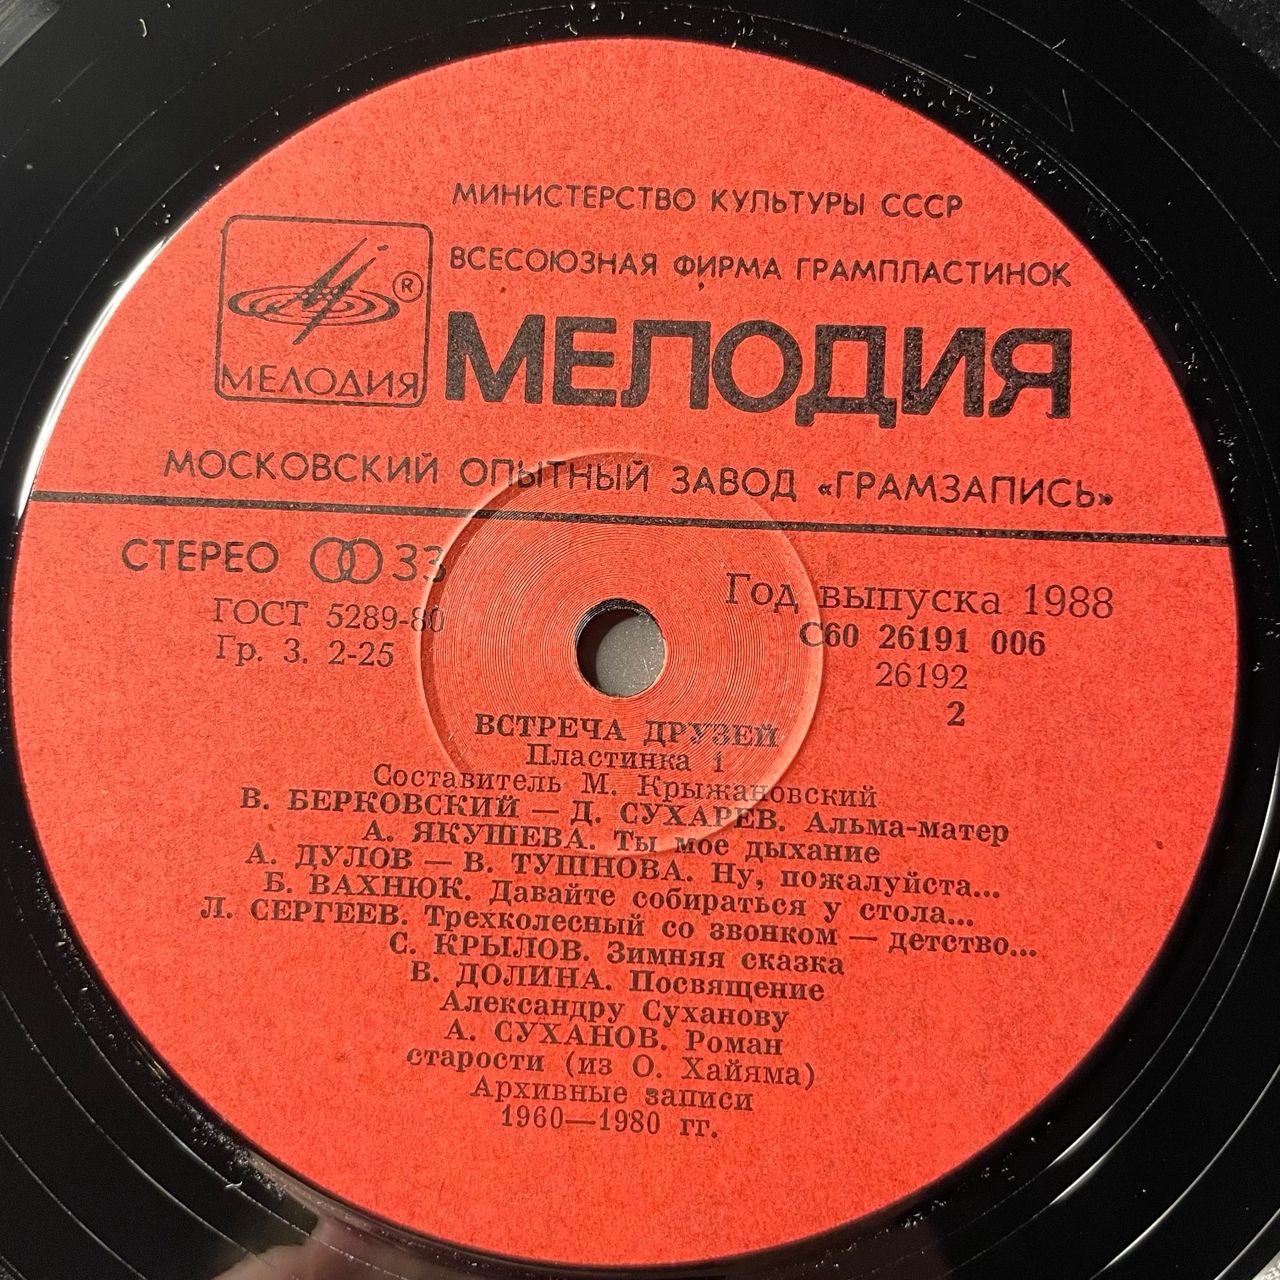 МИНИСТЕРСТВО КУЛЬТУРЫ СССР
ВСЕСОЮЗНАЯ ФИРМА ГРАМПЛАСТИНОК
® МЕЛОДИЯ
МЕЛОДИЯ
МОСКОВСКИЙ ОПЫТНЫЙ ЗАВОД «ГРАМЗАПИСЬ»
СТЕРЕО 33
ГОСТ 5289-80
Гр. 3. 2-25
Год выпуска 1988
С60 26191 006
26192
2
ВСТРЕЧА ДРУЗЕЙ
Пластинка 1
Составитель М. Крыжановский
В. БЕРКОВСКИЙ — Д. СУХАРЕВ. Альма-матер
А. ЯКУШЕВА. Ты мое дыхание
А. ДУЛОВ — В. ТУШНОВА. Ну, пожалуйста...
Б. ВАХНЮК. Давайте собираться у стола...
Л. СЕРГЕЕВ. Трехколесный со звонком — детство...
С. КРЫЛОВ. Зимняя сказка
В. ДОЛИНА. Посвящение
Александру Суханову
А. СУХАНОВ. Роман
старости (из О. Хайяма)
Архивные записи
1960—1980 гг.